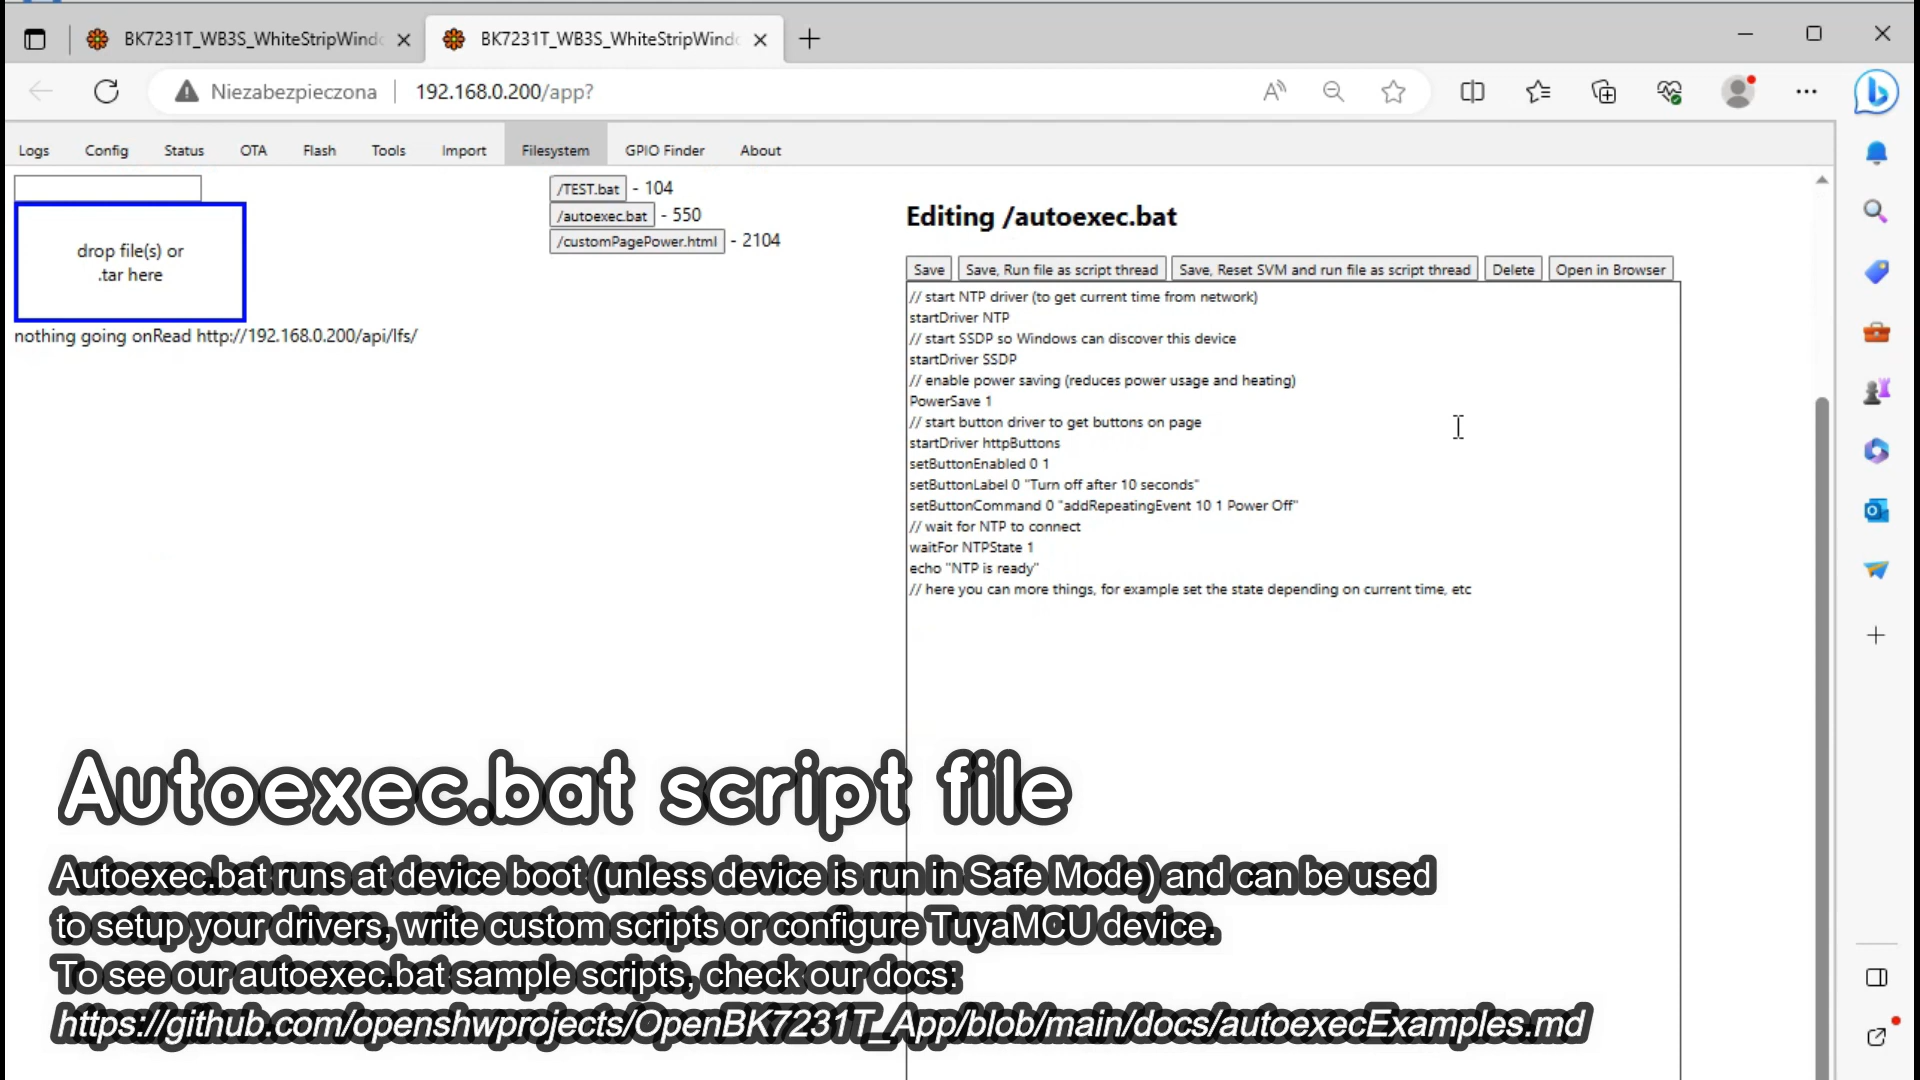 BK7231T_WB3S_WhiteStripWindo
BK7231T_WB3S_WhiteStripWindo
Niezabezpieczona
192.168.0.200/app?
Logs
Config
Status
OTA
Flash
Tools
Import
Filesystem
GPIO Finder
About
drop file(s) or
.tar here
nothing going onRead http://192.168.0.200/api/lfs/
/TEST.bat - 104
/autoexec.bat - 550
/customPagePower.html - 2104
Editing /autoexec.bat
Save
Save, Run file as script thread
Save, Reset SVM and run file as script thread
Delete
Open in Browser
// start NTP driver (to get current time from network)
startDriver NTP
// start SSDP so Windows can discover this device
startDriver SSDP
// enable power saving (reduces power usage and heating)
PowerSave 1
// start button driver to get buttons on page
startDriver httpButtons
setButtonEnabled 0 1
setButtonLabel 0 "Turn off after 10 seconds"
setButtonCommand 0 "addRepeatingEvent 10 1 Power Off"
// wait for NTP to connect
waitFor NTPState 1
echo "NTP is ready"
// here you can more things, for example set the state depending on current time, etc
Autoexec.bat script file
Autoexec.bat runs at device boot (unless device is run in Safe Mode) and can be used
to setup your drivers, write custom scripts or configure TuyaMCU device.
To see our autoexec.bat sample scripts, check our docs:
https://github.com/openshwprojects/OpenBK7231T_App/blob/main/docs/autoexecExamples.md